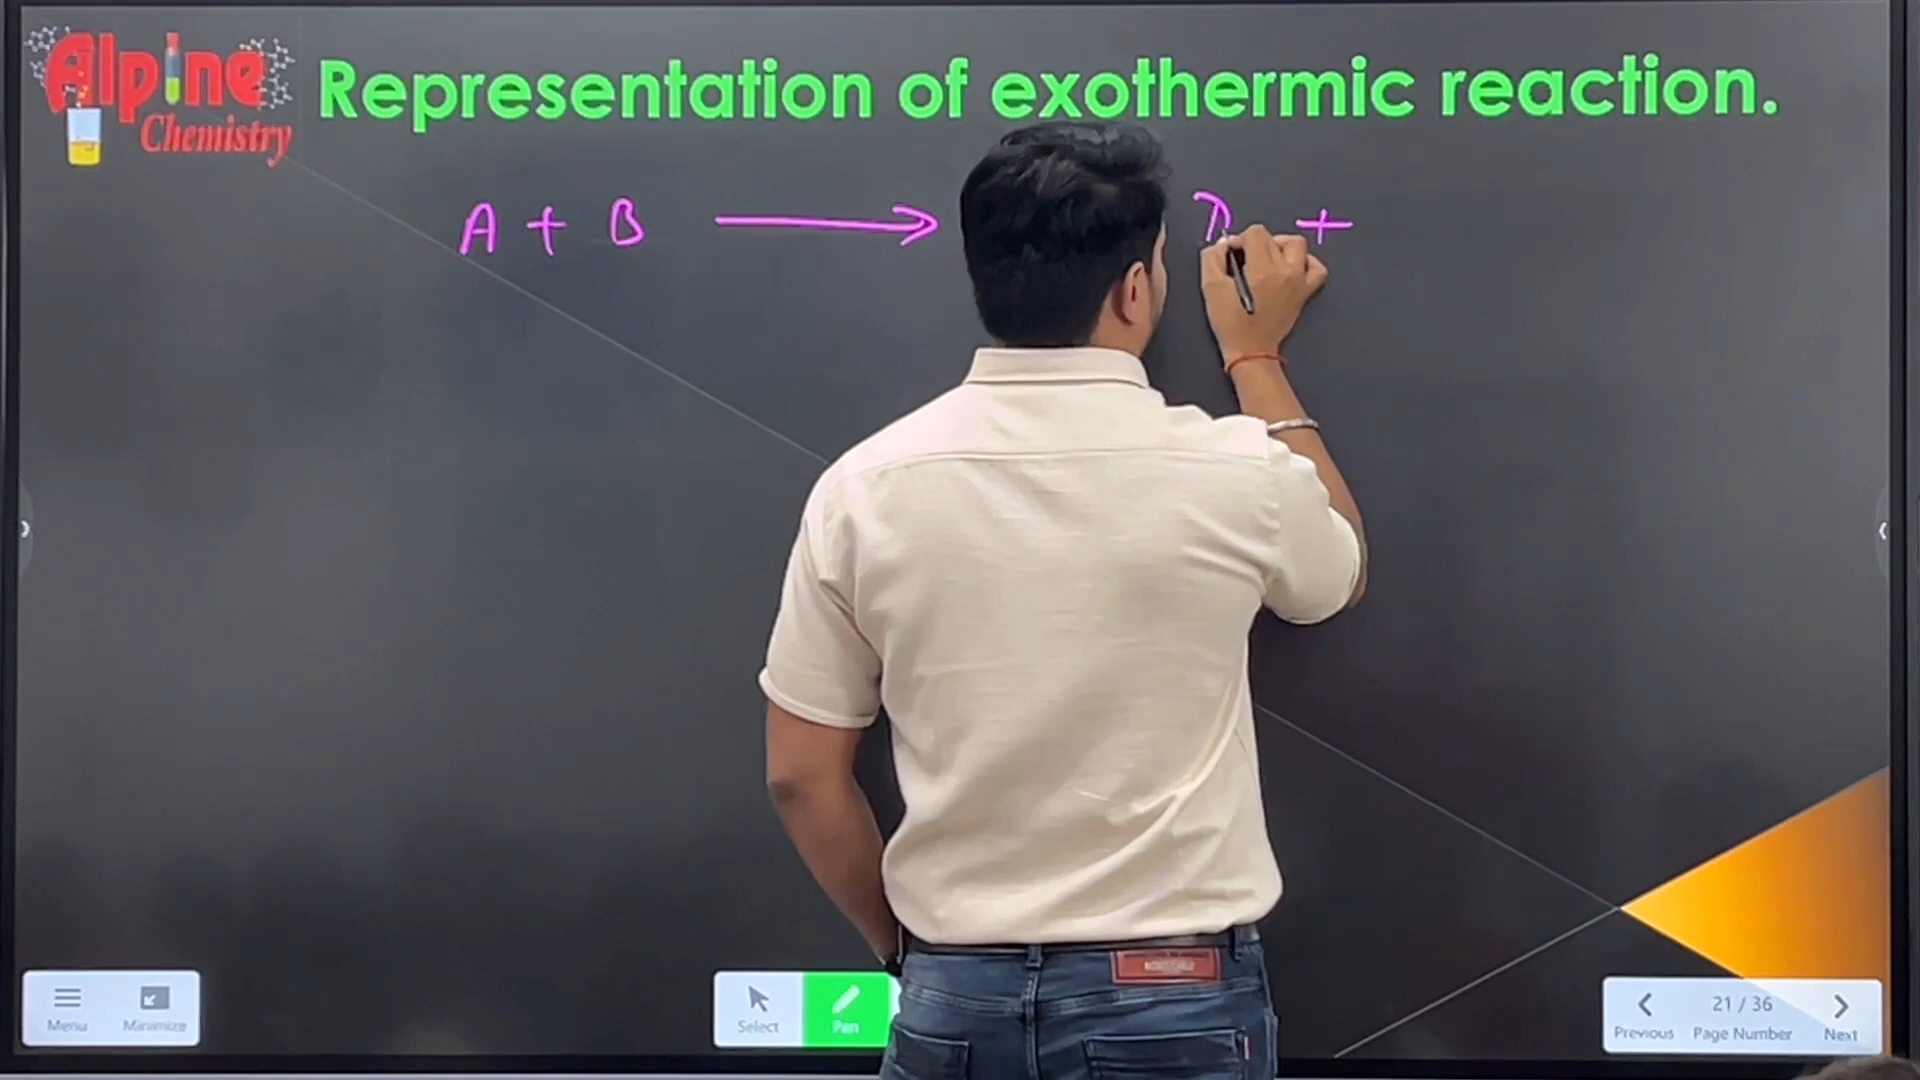 Alpine
Chemistry
Representation of exothermic reaction.
A + B ⟶ D +
Menu
Minimize
Select
Pen
21 / 36
Previous
Page Number
Next